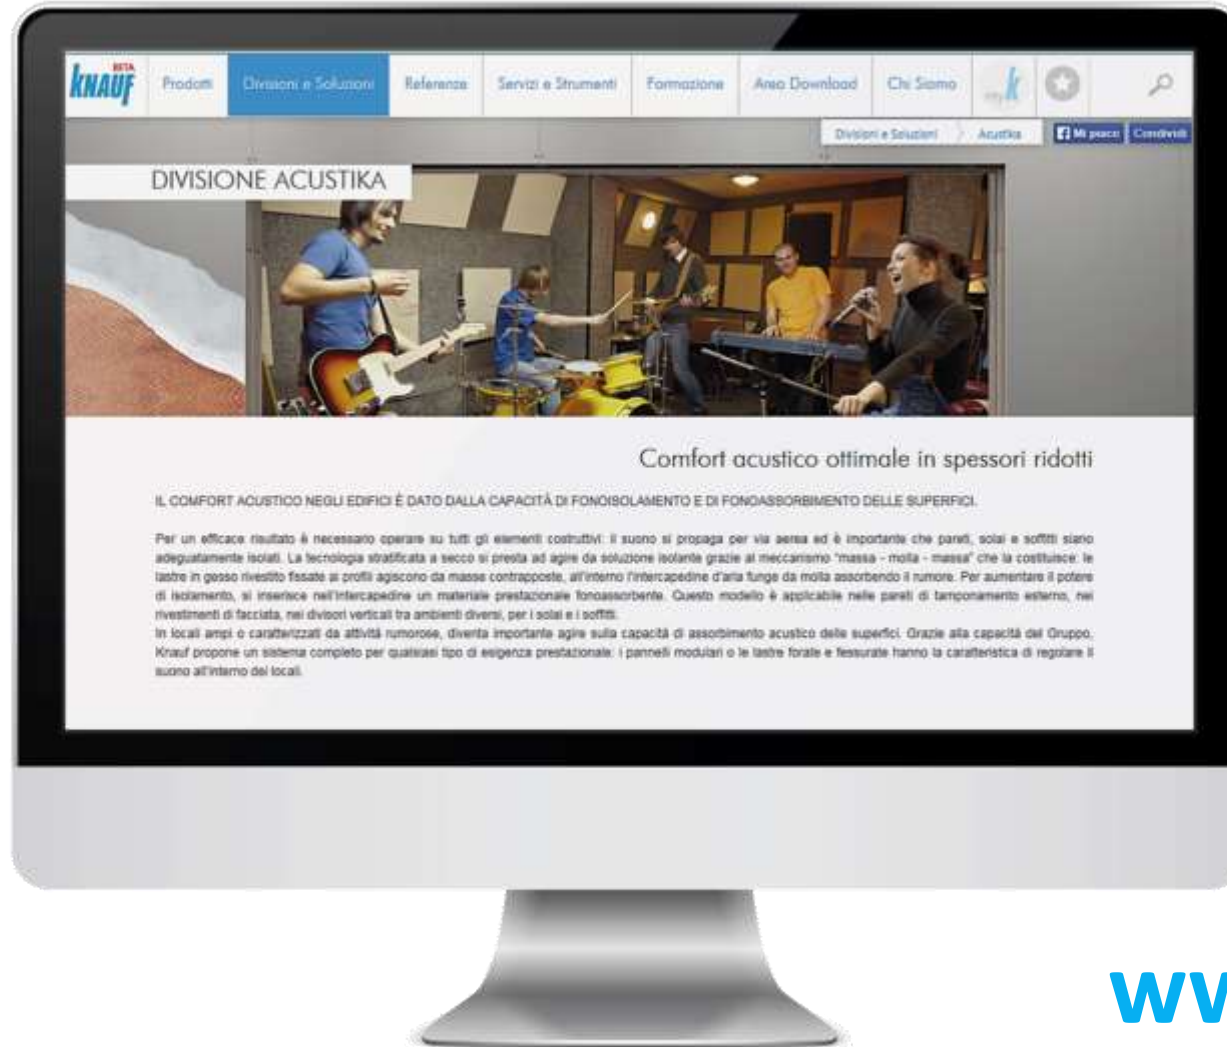 BETA
KNAUF
Prodotti
Divisioni e Soluzioni
Referenze
Servizi e Strumenti
Formazione
Area Download
Chi Siamo
my k
Divisioni e Soluzioni
Acustika
Mi piace
Condividi
DIVISIONE ACUSTIKA
Comfort acustico ottimale in spessori ridotti
IL COMFORT ACUSTICO NEGLI EDIFICI È DATO DALLA CAPACITÀ DI FONOISOLAMENTO E DI FONOASSORBIMENTO DELLE SUPERFICI.
Per un efficace risultato è necessario operare su tutti gli elementi costruttivi: il suono si propaga per via aerea ed è importante che pareti, solai e soffitti siano
adeguatamente isolati. La tecnologia stratificata a secco si presta ad agire da soluzione isolante grazie al meccanismo "massa - molla - massa" che la costituisce: le
lastre in gesso rivestito fissate ai profili agiscono da masse contrapposte, all'interno l'intercapedine d'aria funge da molla assorbendo il rumore. Per aumentare il potere
di isolamento, si inserisce nell'intercapedine un materiale prestazionale fonoassorbente. Questo modello è applicabile nelle pareti di tamponamento esterno, nei
rivestimenti di facciata, nei divisori verticali tra ambienti diversi, per i solai e i soffitti.
In locali ampi o caratterizzati da attività rumorose, diventa importante agire sulla capacità di assorbimento acustico delle superfici. Grazie alla capacità del Gruppo,
Knauf propone un sistema completo per qualsiasi tipo di esigenza prestazionale: i pannelli modulari o le lastre forate e fessurate hanno la caratteristica di regolare il
suono all'interno dei locali.